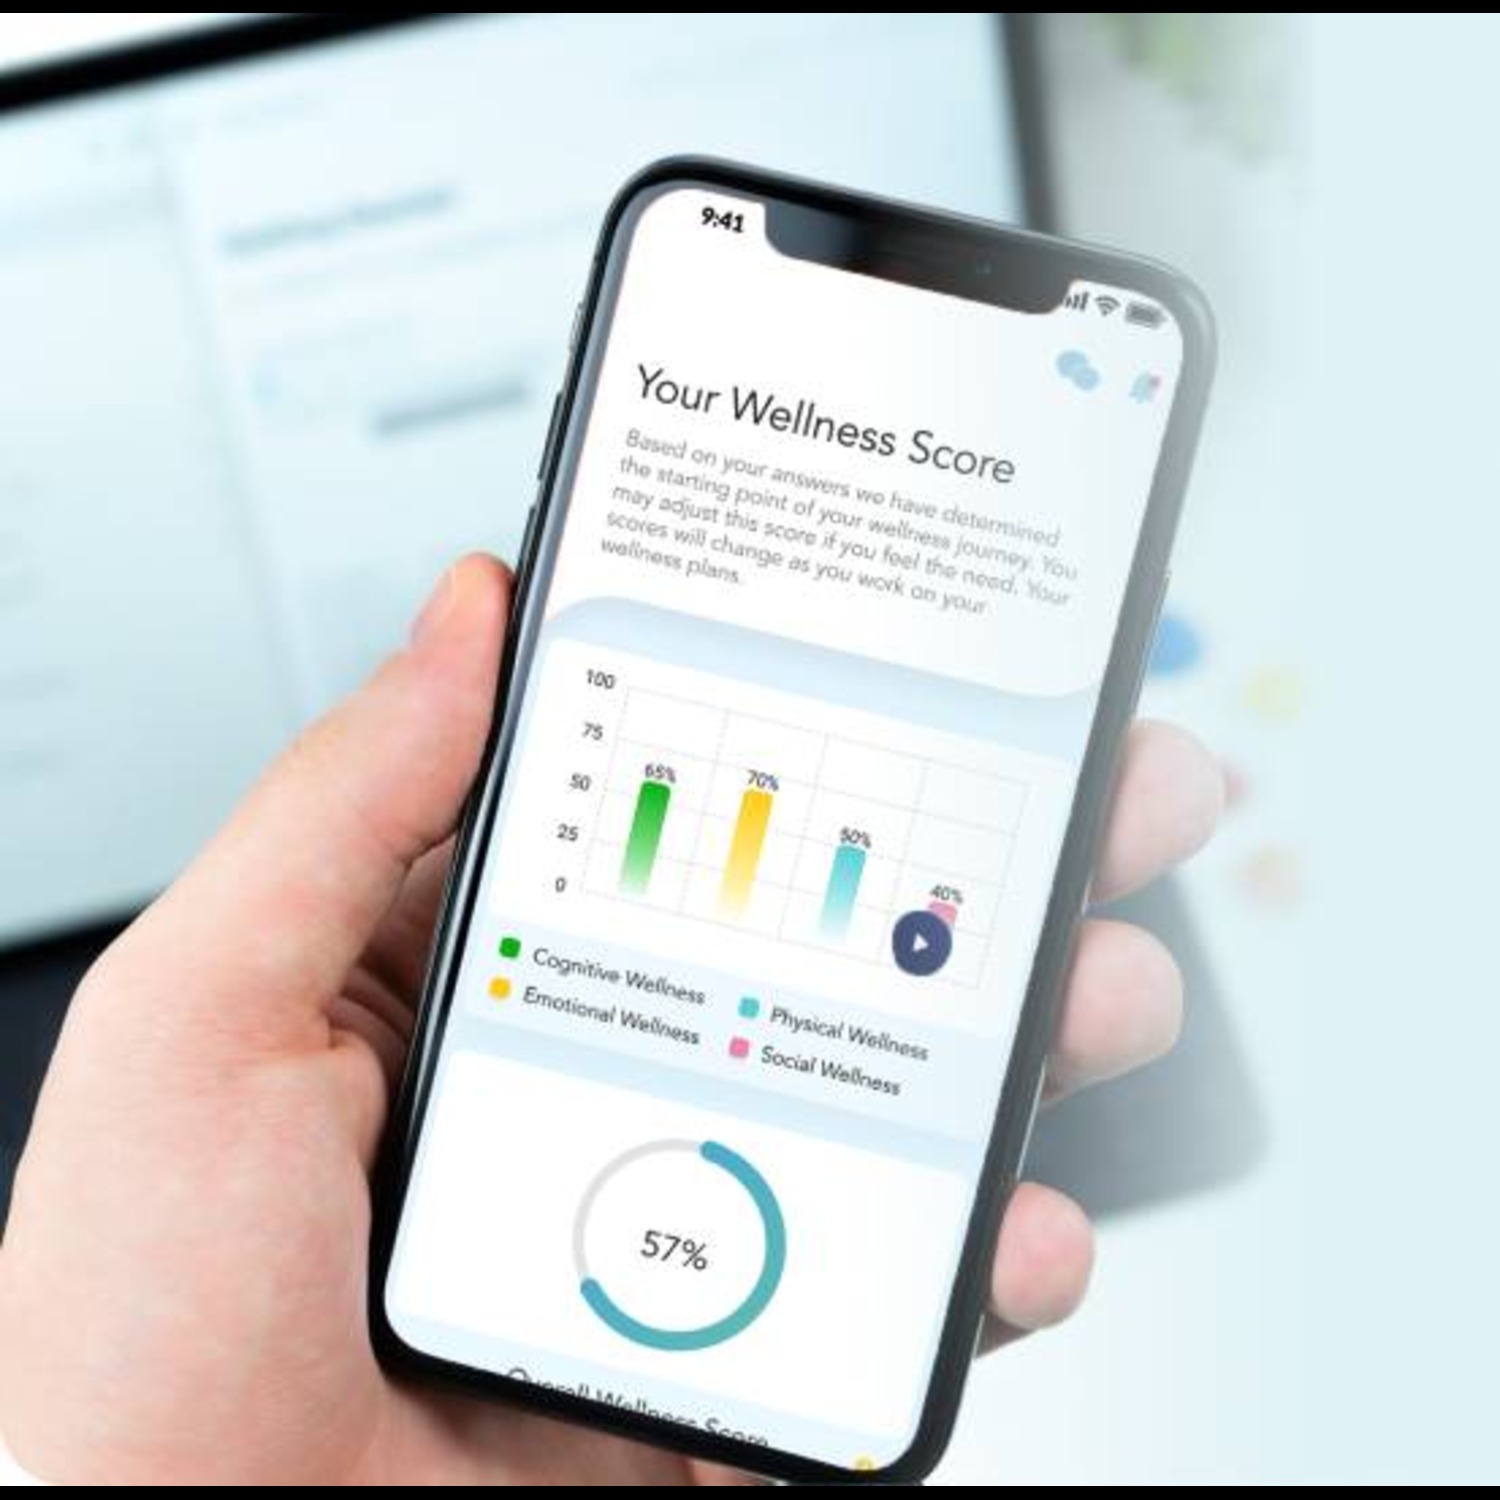 9:41
Your Wellness Score
Based on your answers we have determined
the starting point of your wellness journey. You
may adjust this score if you feel the need. Your
scores will change as you work on your
wellness plans.
100
75
50
25
0
65%
70%
50%
40%
Cognitive Wellness
Emotional Wellness
Physical Wellness
Social Wellness
57%
Overall Wellness Score